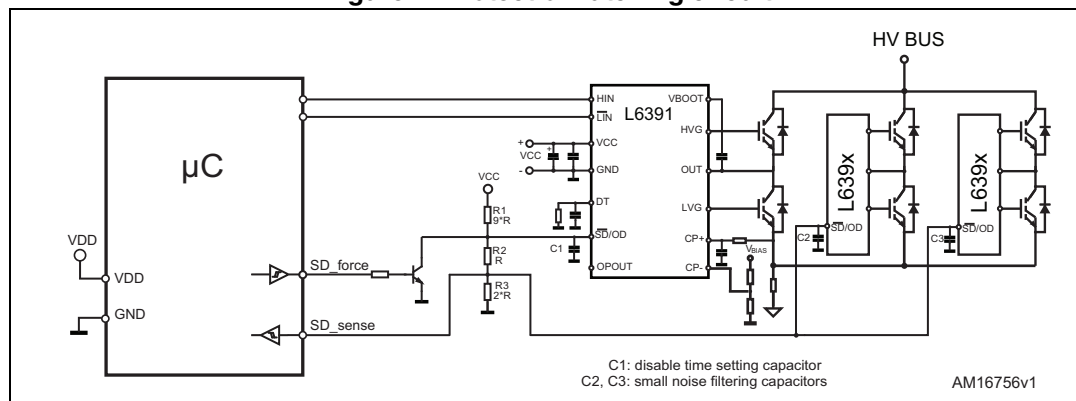 HV BUS
µC
VDD
VDD
GND
SD_force
SD_sense
VCC
R1
9*R
R2
R
R3
2*R
+
VCC
-
+
C1
L6391
HIN
LIN
VCC
GND
DT
SD/OD
OPOUT
VBOOT
HVG
OUT
LVG
CP+
CP-
VBIAS
L639x
SD/OD
C2
L639x
SD/OD
C3
C1: disable time setting capacitor
C2, C3: small noise filtering capacitors
AM16756v1